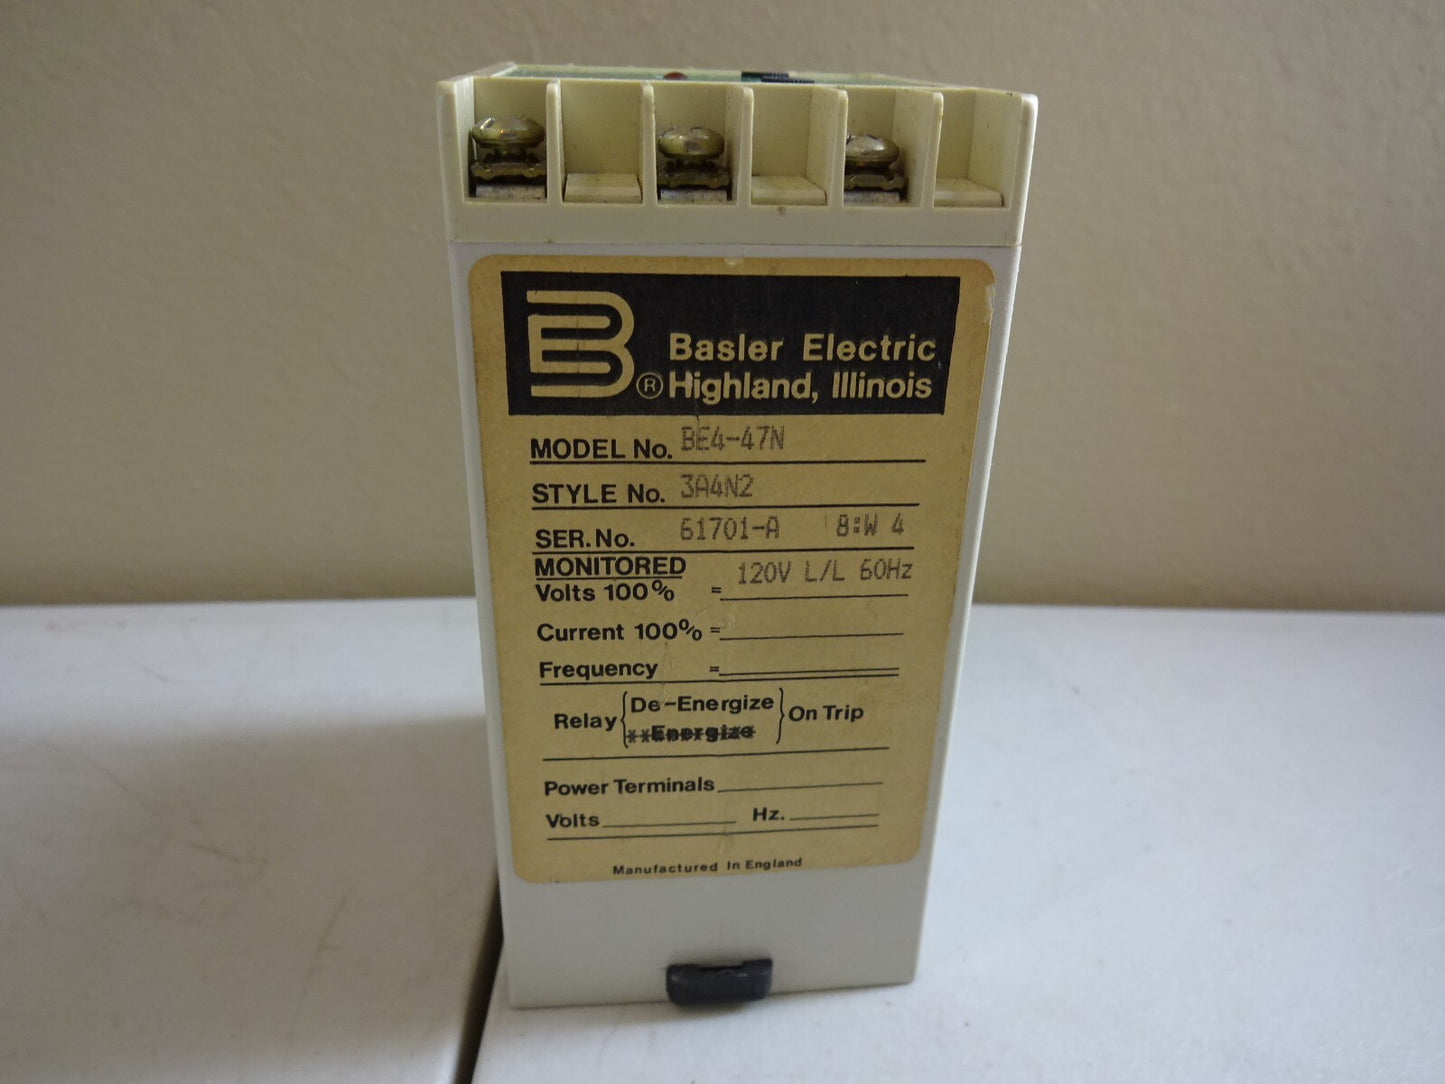 B
® Basler Electric
Highland, Illinois
MODEL No. BE4-47N
STYLE No. 3A4N2
SER. No. 61701-A 8:W 4
MONITORED
Volts 100% = 120V L/L 60Hz
Current 100% =
Frequency =
Relay { De-Energize } On Trip
**Energize**
Power Terminals
Volts Hz.
Manufactured In England